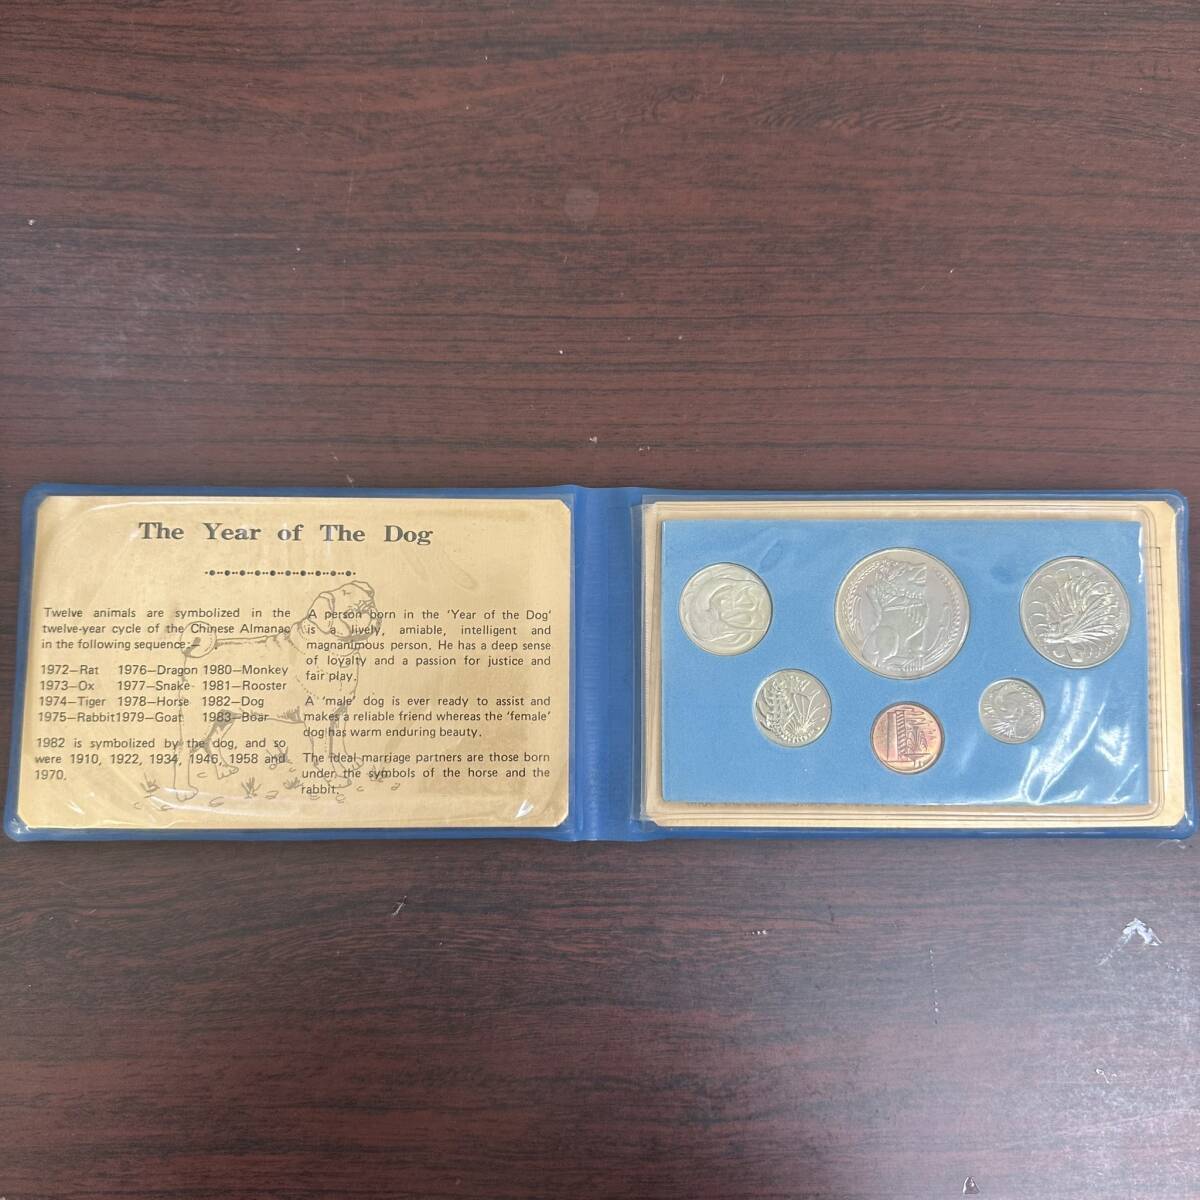 The Year of The Dog
Twelve animals are symbolized in the
twelve-year cycle of the Chinese Almanac
in the following sequence:
1972—Rat 1976—Dragon 1980—Monkey
1973—Ox 1977—Snake 1981—Rooster
1974—Tiger 1978—Horse 1982—Dog
1975—Rabbit 1979—Goat 1983—Boar
1982 is symbolized by the dog, and so
were 1910, 1922, 1934, 1946, 1958 and
1970.
A person born in the 'Year of the Dog'
is a lively, amiable, intelligent and
magnanimous person. He has a deep sense
of loyalty and a passion for justice and
fair play.
A 'male' dog is ever ready to assist and
makes a reliable friend whereas the 'female'
dog has warm enduring beauty.
The ideal marriage partners are those born
under the symbols of the horse and the
rabbit.